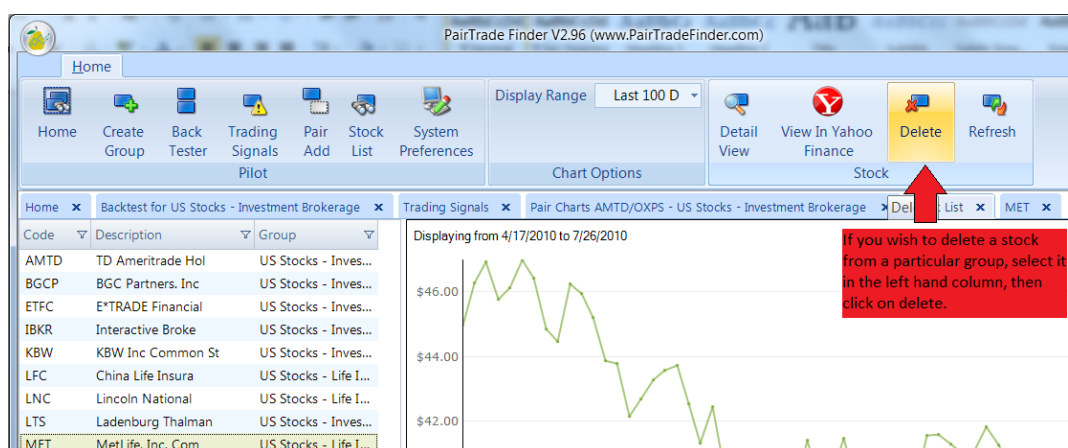 PairTrade Finder V2.96 (www.PairTradeFinder.com)
Home
Home
Create Group
Back Tester
Trading Signals
Pair Add
Stock List
System Preferences
Pilot
Display Range Last 100 D
Chart Options
Detail View
View In Yahoo Finance
Delete
Refresh
Stock
Home x
Backtest for US Stocks - Investment Brokerage x
Trading Signals x
Pair Charts AMTD/OXPS - US Stocks - Investment Brokerage x
List x
MET x
Code Description Group
AMTD TD Ameritrade Hol US Stocks - Inves...
BGCP BGC Partners. Inc US Stocks - Inves...
ETFC E*TRADE Financial US Stocks - Inves...
IBKR Interactive Broke US Stocks - Inves...
KBW KBW Inc Common St US Stocks - Inves...
LFC China Life Insura US Stocks - Life I...
LNC Lincoln National US Stocks - Life I...
LTS Ladenburg Thalman US Stocks - Inves...
MET MetLife, Inc. Com US Stocks - Life I...
Displaying from 4/17/2010 to 7/26/2010
$46.00
$44.00
$42.00
If you wish to delete a stock
from a particular group, select it
in the left hand column, then
click on delete.